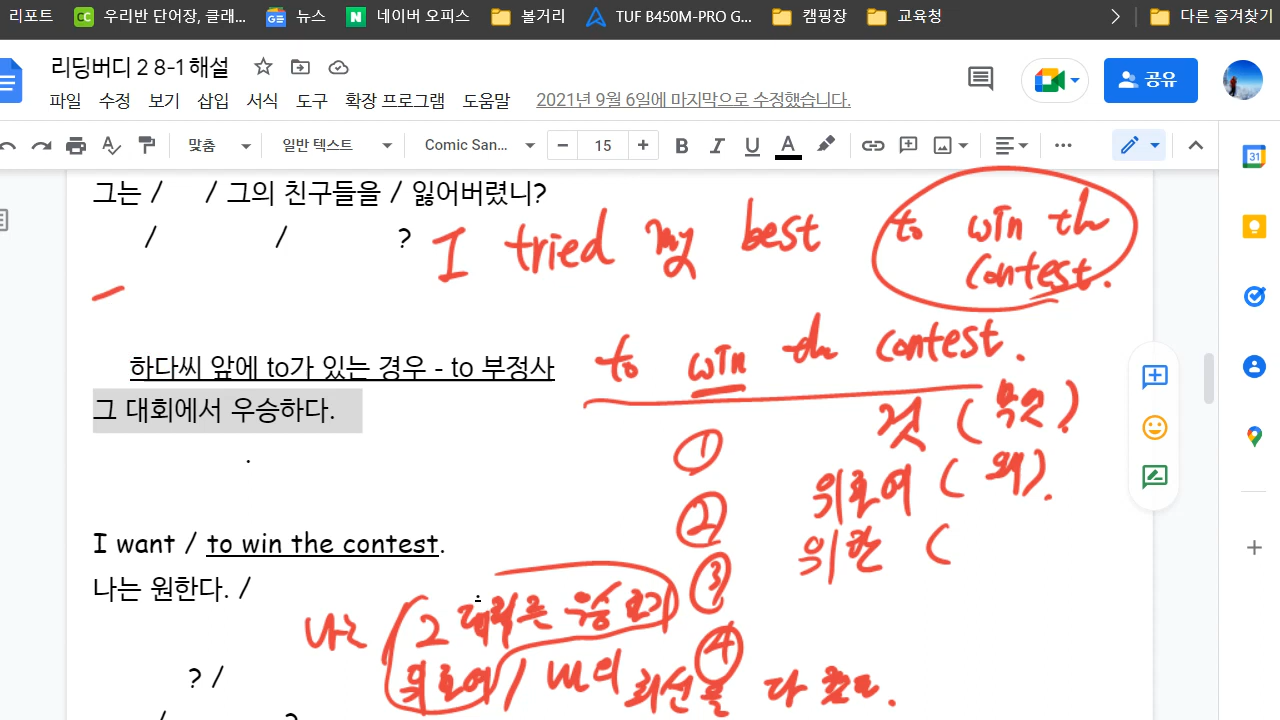 리포트 우리반 단어장, 클래... 뉴스 네이버 오피스 볼거리 TUF B450M-PRO G... 캠핑장 교육청 다른 즐겨찾기
리딩버디 2 8-1 해설
파일 수정 보기 삽입 서식 도구 확장 프로그램 도움말 2021년 9월 6일에 마지막으로 수정했습니다.
공유
맞춤 일반 텍스트 Comic San... 15
그는 / / 그의 친구들을 / 잃어버렸니?
/ / ?
I tried my best to win the
contest.
하다씨 앞에 to가 있는 경우 - to 부정사
to win the contest.
그 대회에서 우승하다.
것 (무엇)
①
위하여 (왜).
.
②
위한 (
I want / to win the contest.
③
나는 원한다. /
나는 그 대회를 우승 하기
④
위하여 / 나의 최선을 다
? /
/ ?